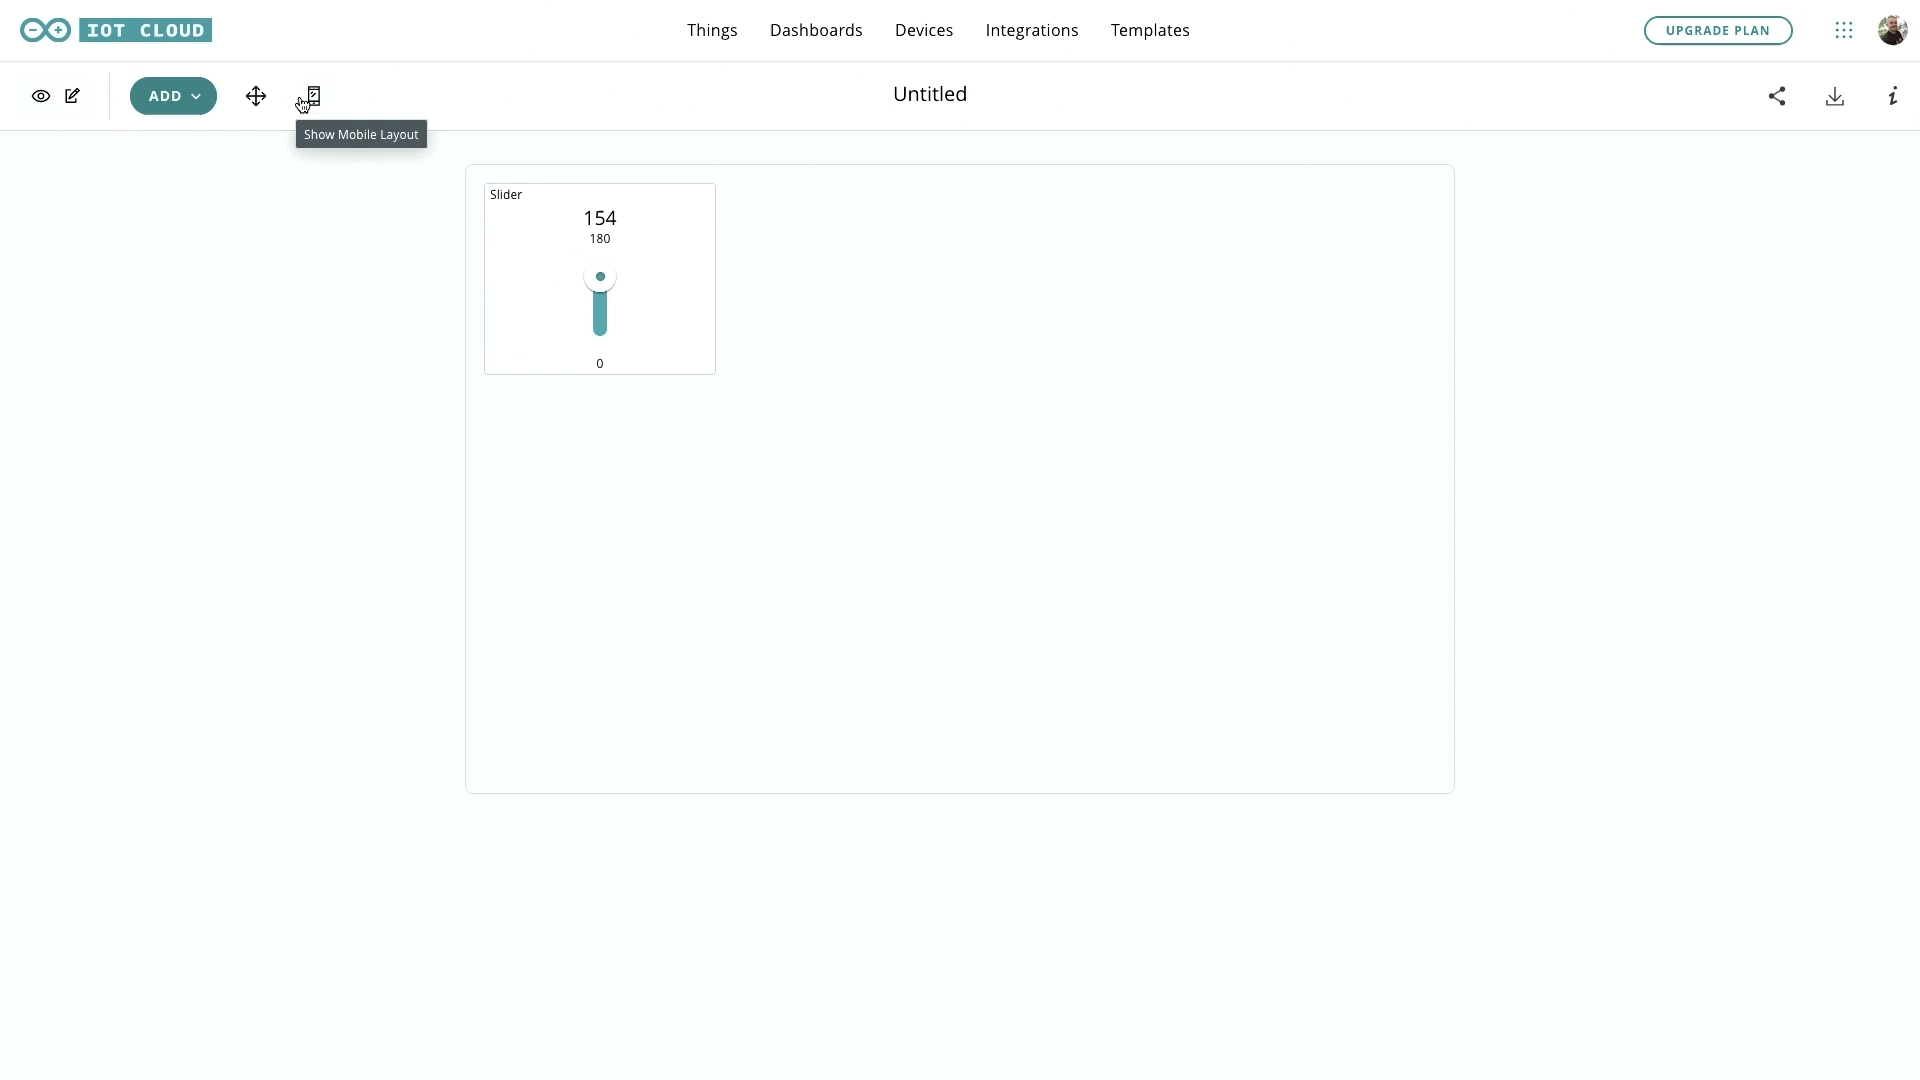 IOT CLOUD
Things
Dashboards
Devices
Integrations
Templates
UPGRADE PLAN
ADD
Untitled
Show Mobile Layout
Slider
154
180
0